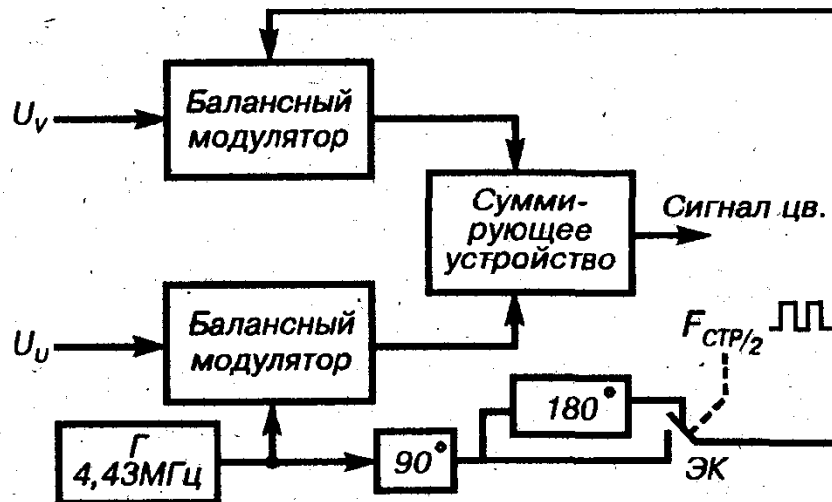 Балансный
модулятор
U_V
Сумми-
рующее
устройство
Сигнал цв.
Балансный
модулятор
U_U
F_СТР/2
180°
Г
4,43МГц
90°
ЭК